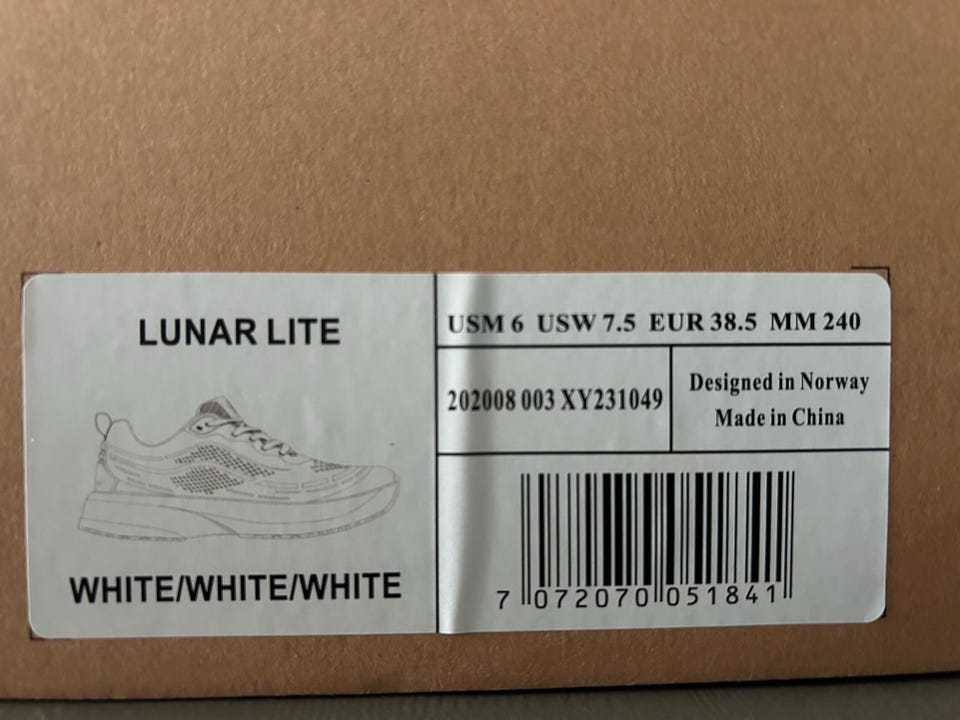 LUNAR LITE
WHITE/WHITE/WHITE
USM 6 USW 7.5 EUR 38.5 MM 240
202008 003 XY231049
Designed in Norway
Made in China
7 072070 051841